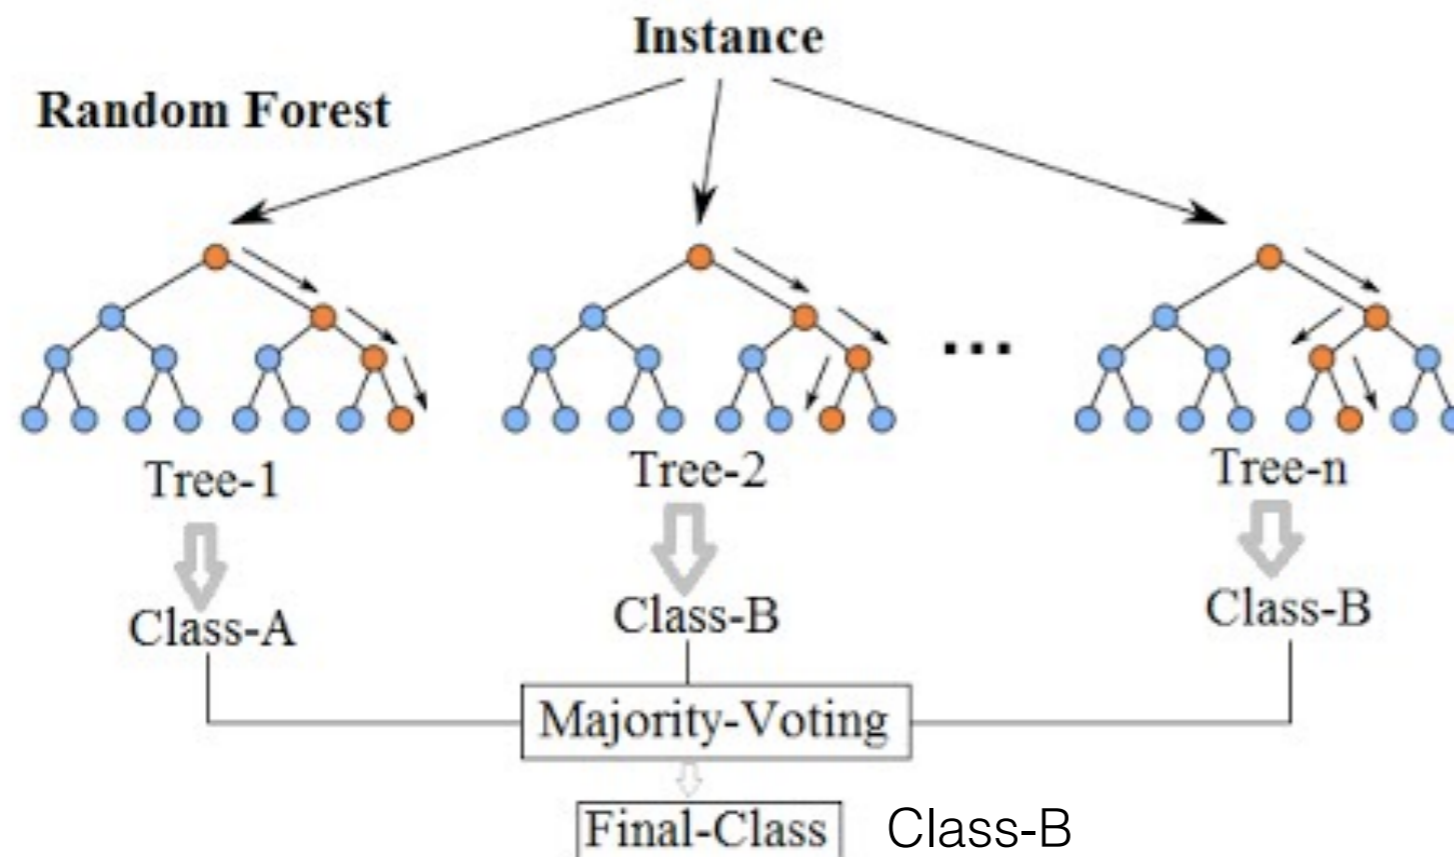 Instance
Random Forest
...
Tree-1
Tree-2
Tree-n
Class-A
Class-B
Class-B
Majority-Voting
Final-Class
Class-B